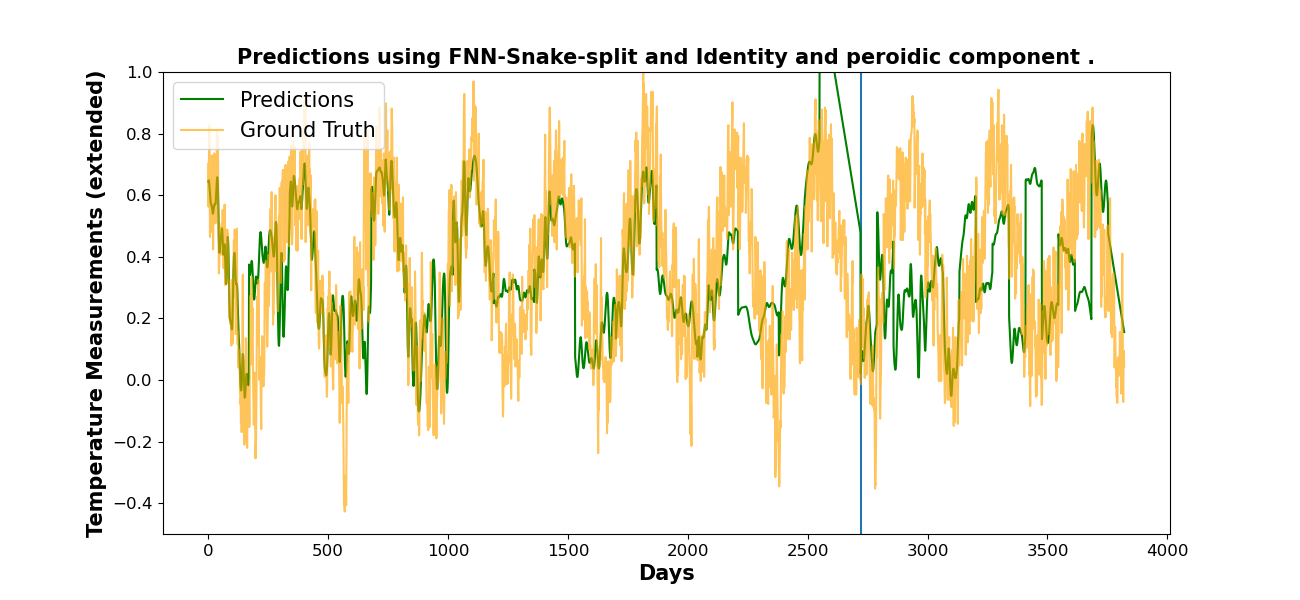 Predictions using FNN-Snake-split and Identity and peroidic component .
Predictions
Ground Truth
Temperature Measurements (extended)
1.0
0.8
0.6
0.4
0.2
0.0
−0.2
−0.4
0 500 1000 1500 2000 2500 3000 3500 4000
Days